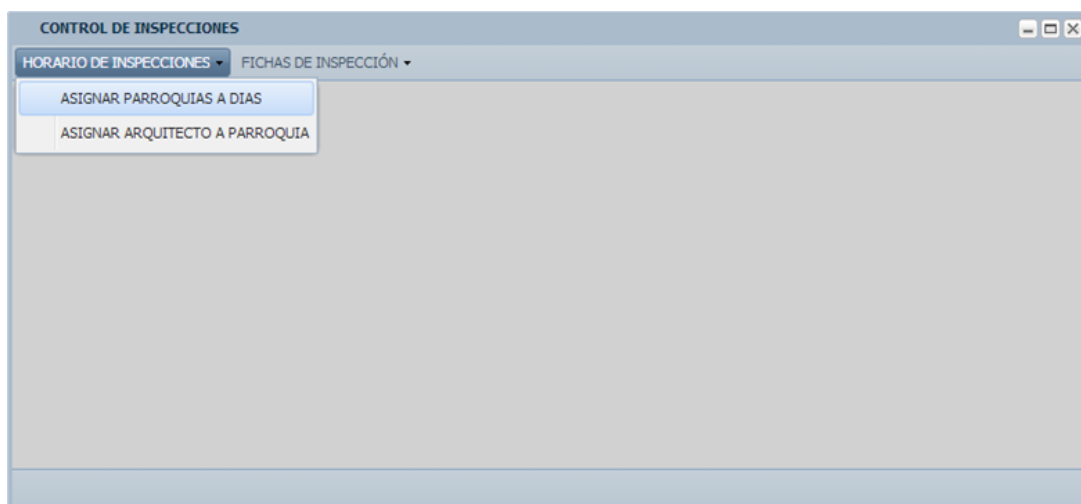 CONTROL DE INSPECCIONES
HORARIO DE INSPECCIONES FICHAS DE INSPECCIÓN
ASIGNAR PARROQUIAS A DIAS
ASIGNAR ARQUITECTO A PARROQUIA